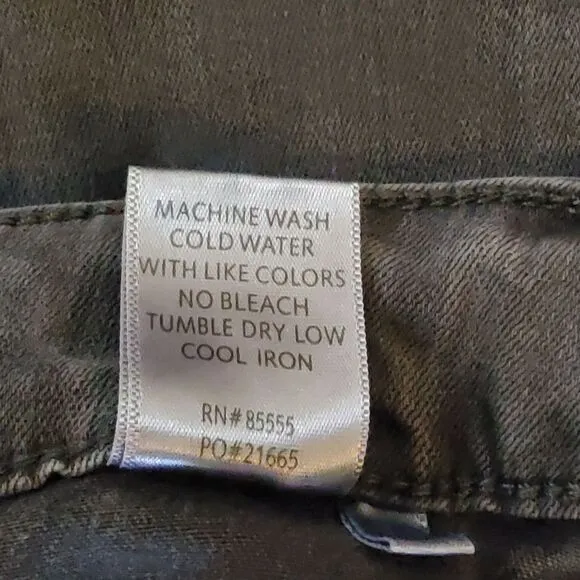 MACHINE WASH
COLD WATER
WITH LIKE COLORS
NO BLEACH
TUMBLE DRY LOW
COOL IRON
RN# 85555
PO#21665